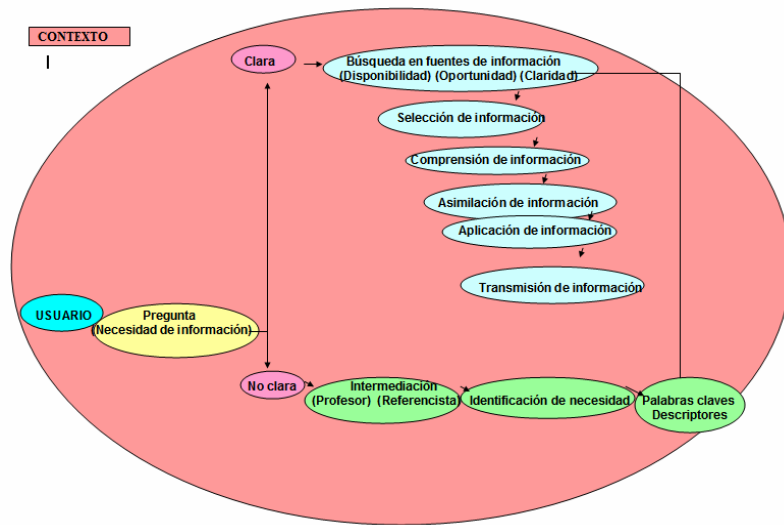 CONTEXTO
Clara
Búsqueda en fuentes de información
(Disponibilidad) (Oportunidad) (Claridad)
Selección de información
Comprensión de información
Asimilación de información
Aplicación de información
Transmisión de información
USUARIO
Pregunta
(Necesidad de información)
No clara
Intermediación
(Profesor) (Referencista)
Identificación de necesidad
Palabras claves
Descriptores